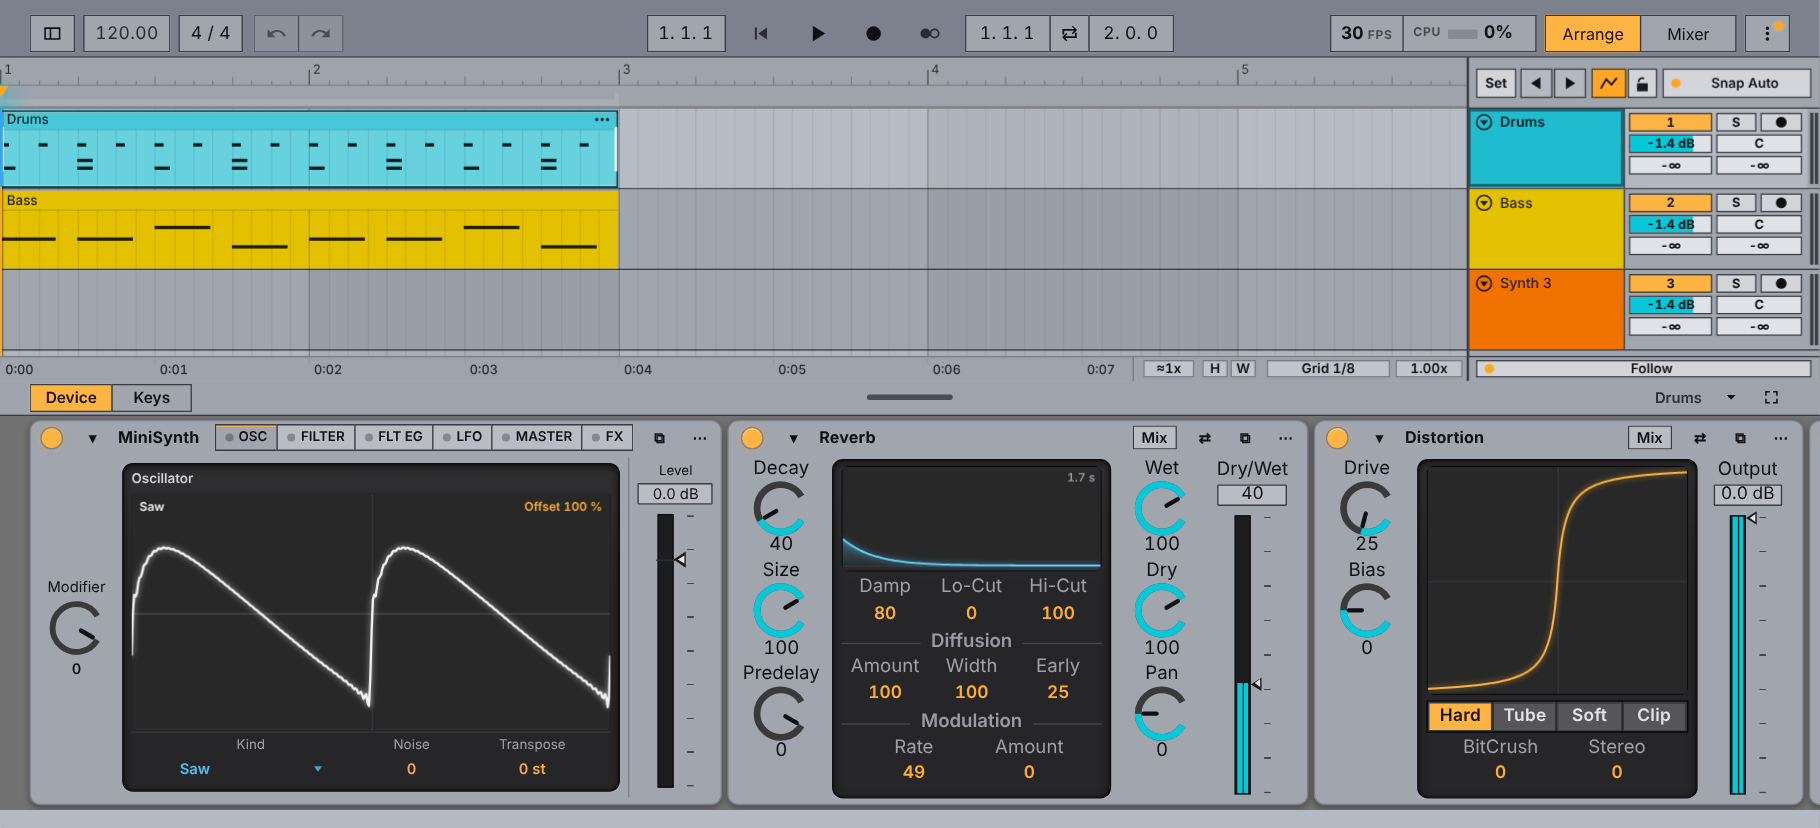 120.00 4 / 4 1. 1. 1 1. 1. 1 2. 0. 0 30 FPS CPU 0% Arrange Mixer
1 2 3 4 5 Set Snap Auto
Drums Drums 1 S
-1.4 dB C
-∞ -∞
Bass Bass 2 S
-1.4 dB C
-∞ -∞
Synth 3 3 S
-1.4 dB C
-∞ -∞
0:00 0:01 0:02 0:03 0:04 0:05 0:06 0:07 ≈1x H W Grid 1/8 1.00x Follow
Device Keys Drums
MiniSynth OSC FILTER FLT EG LFO MASTER FX
Oscillator
Saw Offset 100 %
Modifier
0
Kind Noise Transpose
Saw 0 0 st
Level
0.0 dB
Reverb Mix
Decay
40
Size
100
Predelay
0
1.7 s
Damp Lo-Cut Hi-Cut
80 0 100
Diffusion
Amount Width Early
100 100 25
Modulation
Rate Amount
49 0
Wet
100
Dry
100
Pan
0
Dry/Wet
40
Distortion Mix
Drive
25
Bias
0
Hard Tube Soft Clip
BitCrush Stereo
0 0
Output
0.0 dB